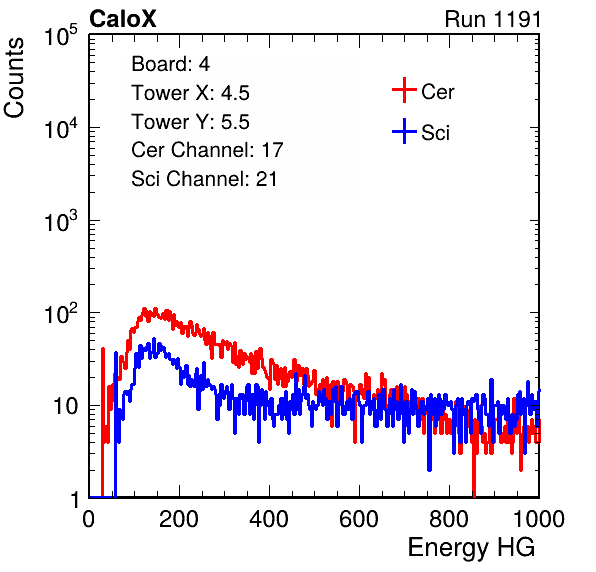 CaloX Run 1191
Counts
10^5
10^4
10^3
10^2
10
1
Board: 4
Tower X: 4.5
Tower Y: 5.5
Cer Channel: 17
Sci Channel: 21
Cer
Sci
0 200 400 600 800 1000
Energy HG